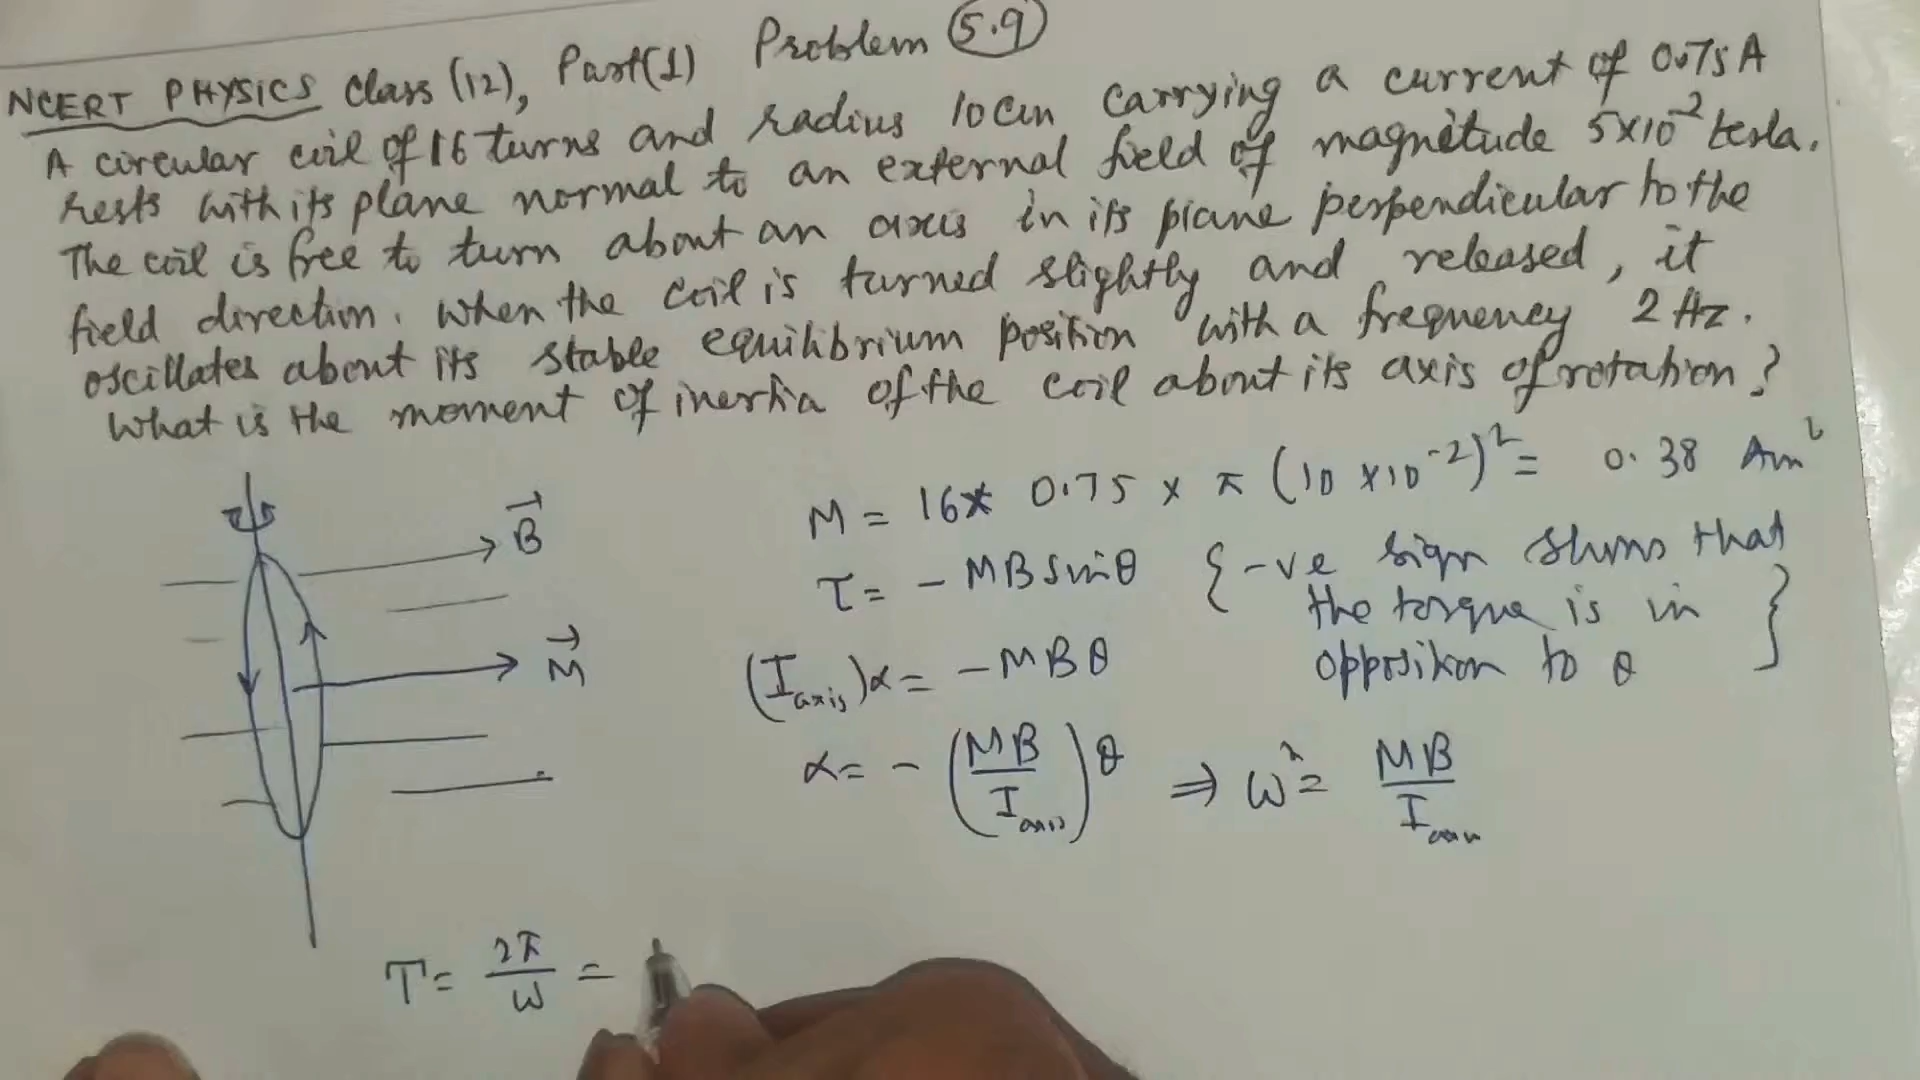 NCERT PHYSICS Class (12), Part(1) Problem 5.9
A circular coil of 16 turns and radius 10cm carrying a current of 0.75A
rests with its plane normal to an external field of magnitude 5×10⁻² tesla.
The coil is free to turn about an axis in its plane perpendicular to the
field direction. When the coil is turned slightly and released, it
oscillates about its stable equilibrium position with a frequency 2 Hz.
What is the moment of inertia of the coil about its axis of rotation?
M = 16 × 0.75 × π (10 ×10⁻²)² = 0.38 Am²
τ = - MB sinθ { -ve sign shows that
the torque is in
opposition to θ }
(I_axis)α = - MBθ
α = - (MB/I_axis)θ ⇒ ω² = MB/I_axis
B⃗
M⃗
T = 2π/ω =